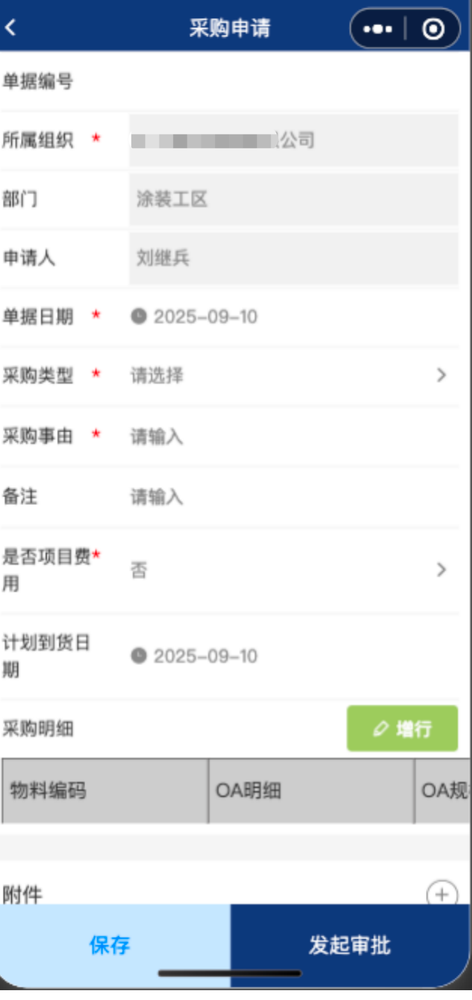 采购申请
单据编号
所属组织 * 公司
部门 涂装工区
申请人 刘继兵
单据日期 * 2025-09-10
采购类型 * 请选择
采购事由 * 请输入
备注 请输入
是否项目费*
用
否
计划到货日
期
2025-09-10
采购明细 增行
物料编码 OA明细 OA规
附件
保存 发起审批